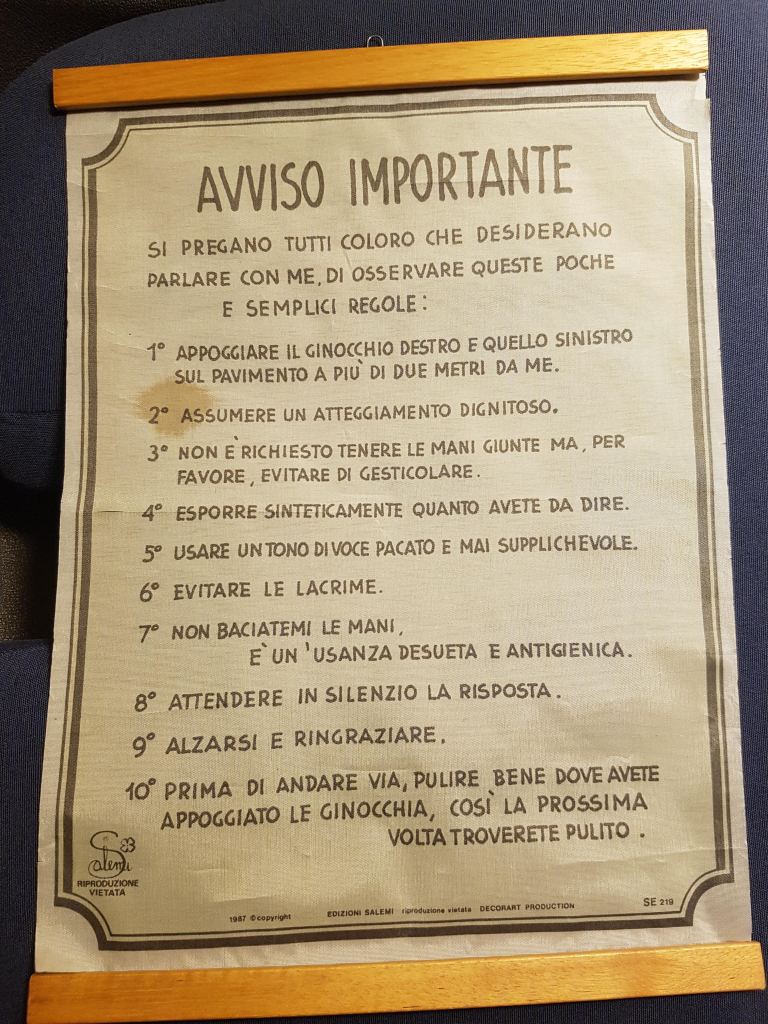 AVVISO IMPORTANTE
SI PREGANO TUTTI COLORO CHE DESIDERANO
PARLARE CON ME, DI OSSERVARE QUESTE POCHE
E SEMPLICI REGOLE:
1° APPOGGIARE IL GINOCCHIO DESTRO E QUELLO SINISTRO
SUL PAVIMENTO A PIÙ DI DUE METRI DA ME.
2° ASSUMERE UN ATTEGGIAMENTO DIGNITOSO.
3° NON È RICHIESTO TENERE LE MANI GIUNTE MA, PER
FAVORE, EVITARE DI GESTICOLARE.
4° ESPORRE SINTETICAMENTE QUANTO AVETE DA DIRE.
5° USARE UN TONO DI VOCE PACATO E MAI SUPPLICHEVOLE.
6° EVITARE LE LACRIME.
7° NON BACIATEMI LE MANI,
E` UN'USANZA DESUETA E ANTIGIENICA.
8° ATTENDERE IN SILENZIO LA RISPOSTA.
9° ALZARSI E RINGRAZIARE.
10° PRIMA DI ANDARE VIA, PULIRE BENE DOVE AVETE
APPOGGIATO LE GINOCCHIA, COSÌ LA PROSSIMA
VOLTA TROVERETE PULITO.
Salemi
RIPRODUZIONE
VIETATA
1987 © copyright EDIZIONI SALEMI riproduzione vietata DECORART PRODUCTION SE 219